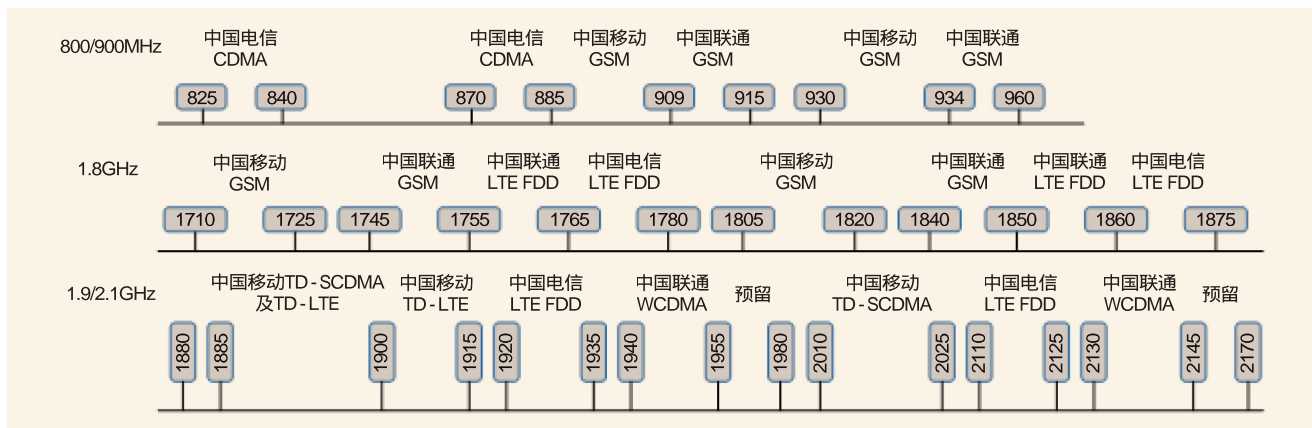 800/900MHz
中国电信 中国电信 中国移动 中国联通 中国移动 中国联通
CDMA CDMA GSM GSM GSM GSM
825 840 870 885 909 915 930 934 960
1.8GHz
中国移动 中国联通 中国联通 中国电信 中国移动 中国联通 中国联通 中国电信
GSM GSM LTE FDD LTE FDD GSM GSM LTE FDD LTE FDD
1710 1725 1745 1755 1765 1780 1805 1820 1840 1850 1860 1875
1.9/2.1GHz
中国移动TD-SCDMA 中国移动 中国电信 中国联通 预留 中国移动 中国电信 中国联通 预留
及TD-LTE TD-LTE LTE FDD WCDMA TD-SCDMA LTE FDD WCDMA
1880 1885 1900 1915 1920 1935 1940 1955 1980 2010 2025 2110 2125 2130 2145 2170